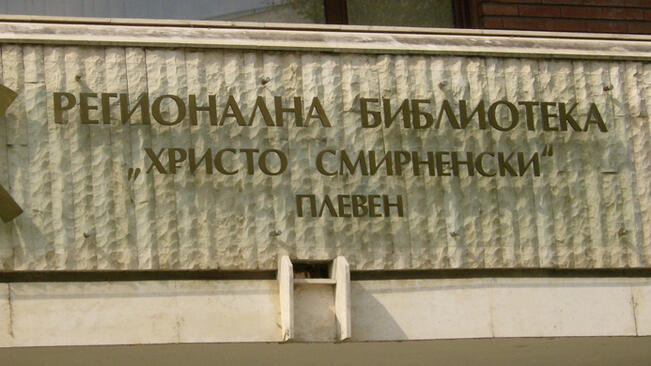 РЕГИОНАЛНА БИБЛИОТЕКА
„ХРИСТО СМИРНЕНСКИ“
ПЛЕВЕН